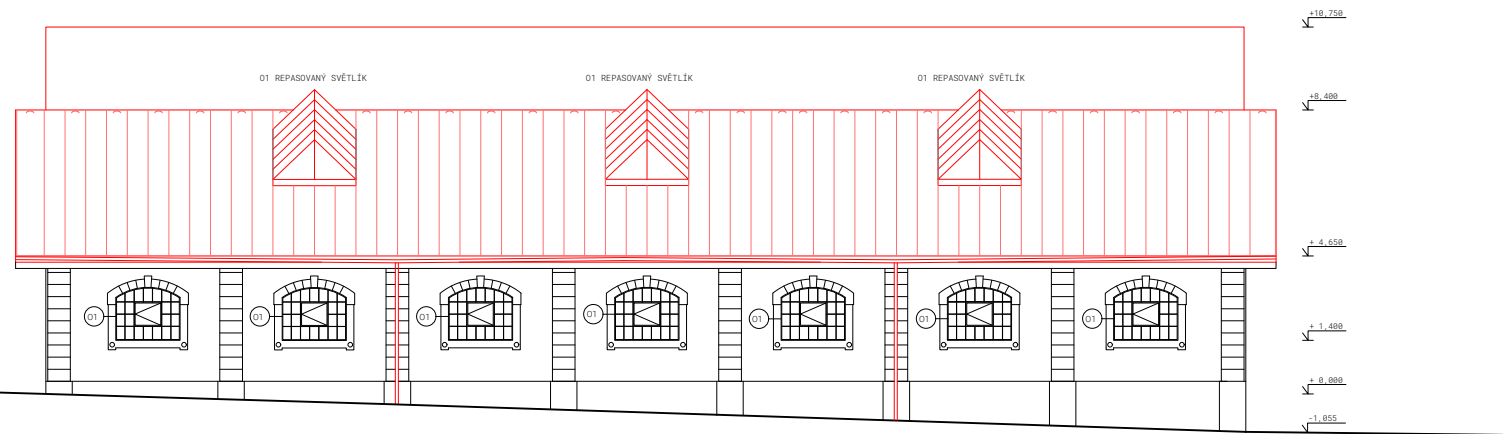 +10,750
O1 REPASOVANÝ SVĚTLÍK
O1 REPASOVANÝ SVĚTLÍK
O1 REPASOVANÝ SVĚTLÍK
+8,400
+ 4,650
O1
O1
O1
O1
O1
O1
O1
+ 1,400
+ 0,000
-1,055